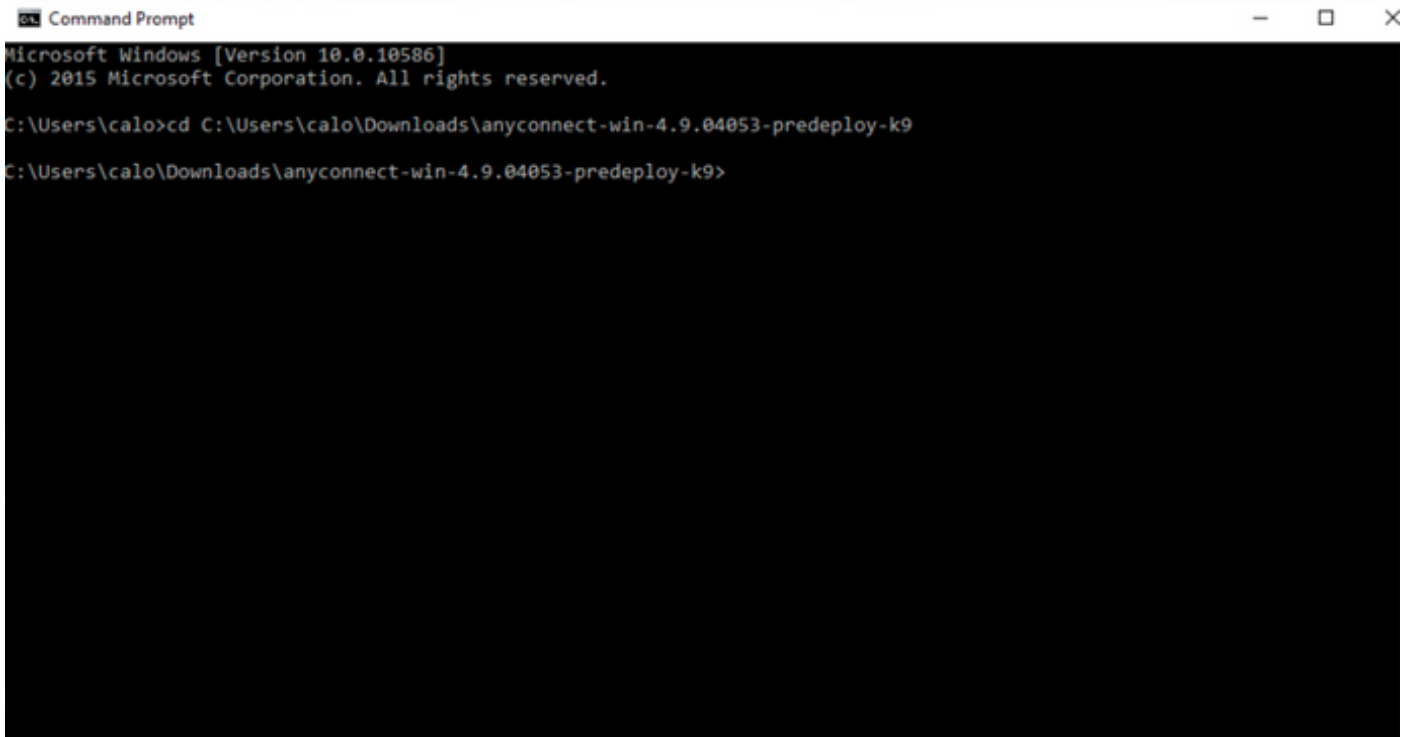 Command Prompt
Microsoft Windows [Version 10.0.10586]
(c) 2015 Microsoft Corporation. All rights reserved.
C:\Users\calo>cd C:\Users\calo\Downloads\anyconnect-win-4.9.04053-predeploy-k9
C:\Users\calo\Downloads\anyconnect-win-4.9.04053-predeploy-k9>